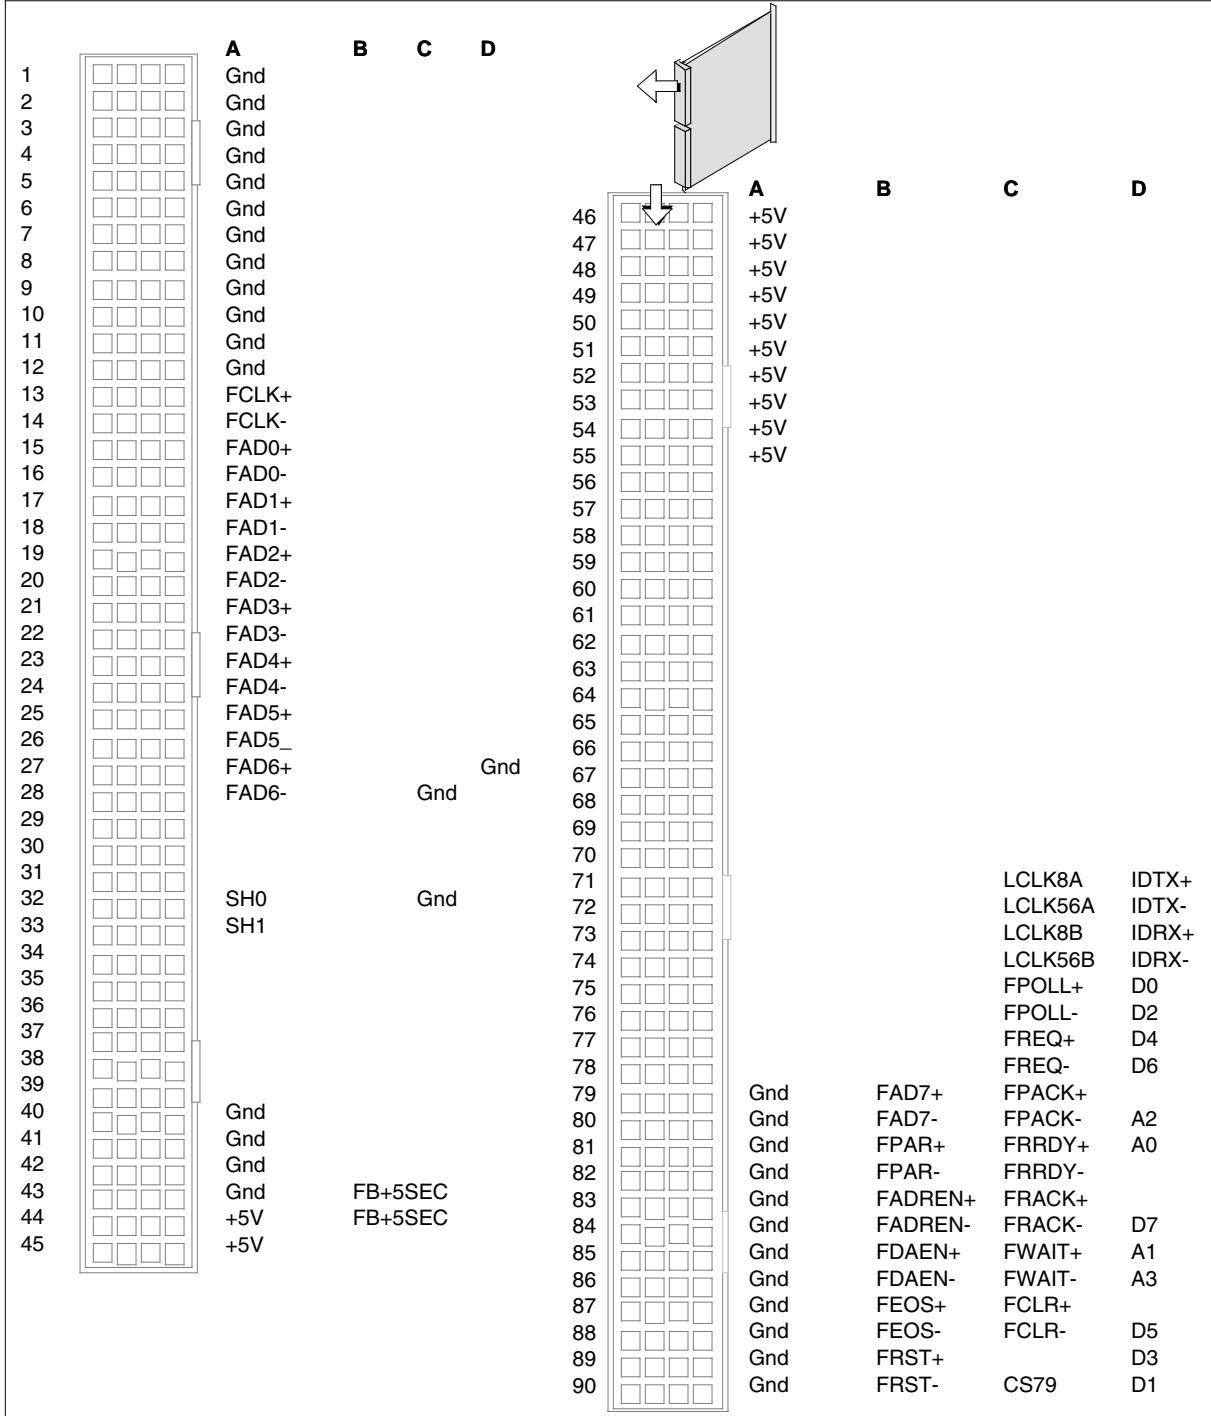 A B C D
1 Gnd
2 Gnd
3 Gnd
4 Gnd
5 Gnd
6 Gnd
7 Gnd
8 Gnd
9 Gnd
10 Gnd
11 Gnd
12 Gnd
13 FCLK+
14 FCLK-
15 FAD0+
16 FAD0-
17 FAD1+
18 FAD1-
19 FAD2+
20 FAD2-
21 FAD3+
22 FAD3-
23 FAD4+
24 FAD4-
25 FAD5+
26 FAD5_
27 FAD6+ Gnd
28 FAD6- Gnd
29
30
31
32 SH0 Gnd
33 SH1
34
35
36
37
38
39
40 Gnd
41 Gnd
42 Gnd
43 Gnd FB+5SEC
44 +5V FB+5SEC
45 +5V
A B C D
46 +5V
47 +5V
48 +5V
49 +5V
50 +5V
51 +5V
52 +5V
53 +5V
54 +5V
55 +5V
56
57
58
59
60
61
62
63
64
65
66
67
68
69
70
71 LCLK8A IDTX+
72 LCLK56A IDTX-
73 LCLK8B IDRX+
74 LCLK56B IDRX-
75 FPOLL+ D0
76 FPOLL- D2
77 FREQ+ D4
78 FREQ- D6
79 Gnd FAD7+ FPACK+
80 Gnd FAD7- FPACK- A2
81 Gnd FPAR+ FRRDY+ A0
82 Gnd FPAR- FRRDY-
83 Gnd FADREN+ FRACK+
84 Gnd FADREN- FRACK- D7
85 Gnd FDAEN+ FWAIT+ A1
86 Gnd FDAEN- FWAIT- A3
87 Gnd FEOS+ FCLR+
88 Gnd FEOS- FCLR- D5
89 Gnd FRST+ D3
90 Gnd FRST- CS79 D1